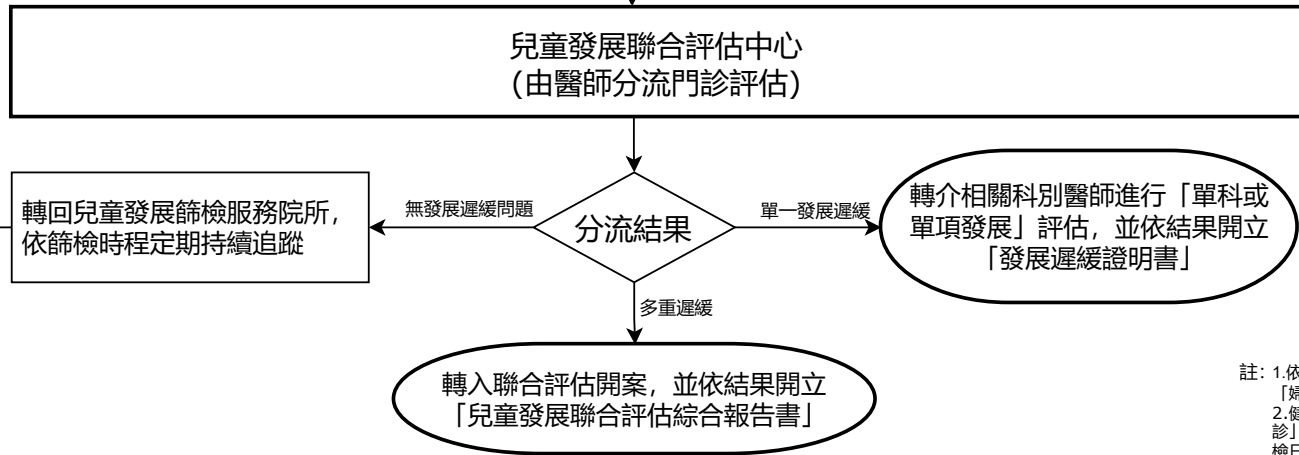 兒童發展聯合評估中心
(由醫師分流門診評估)
轉回兒童發展篩檢服務院所，
依篩檢時程定期持續追蹤
無發展遲緩問題
分流結果
單一發展遲緩
轉介相關科別醫師進行「單科或
單項發展」評估，並依結果開立
「發展遲緩證明書」
多重遲緩
轉入聯合評估開案，並依結果開立
「兒童發展聯合評估綜合報告書」
註：1.依
「婦
2.健
診」
檢日